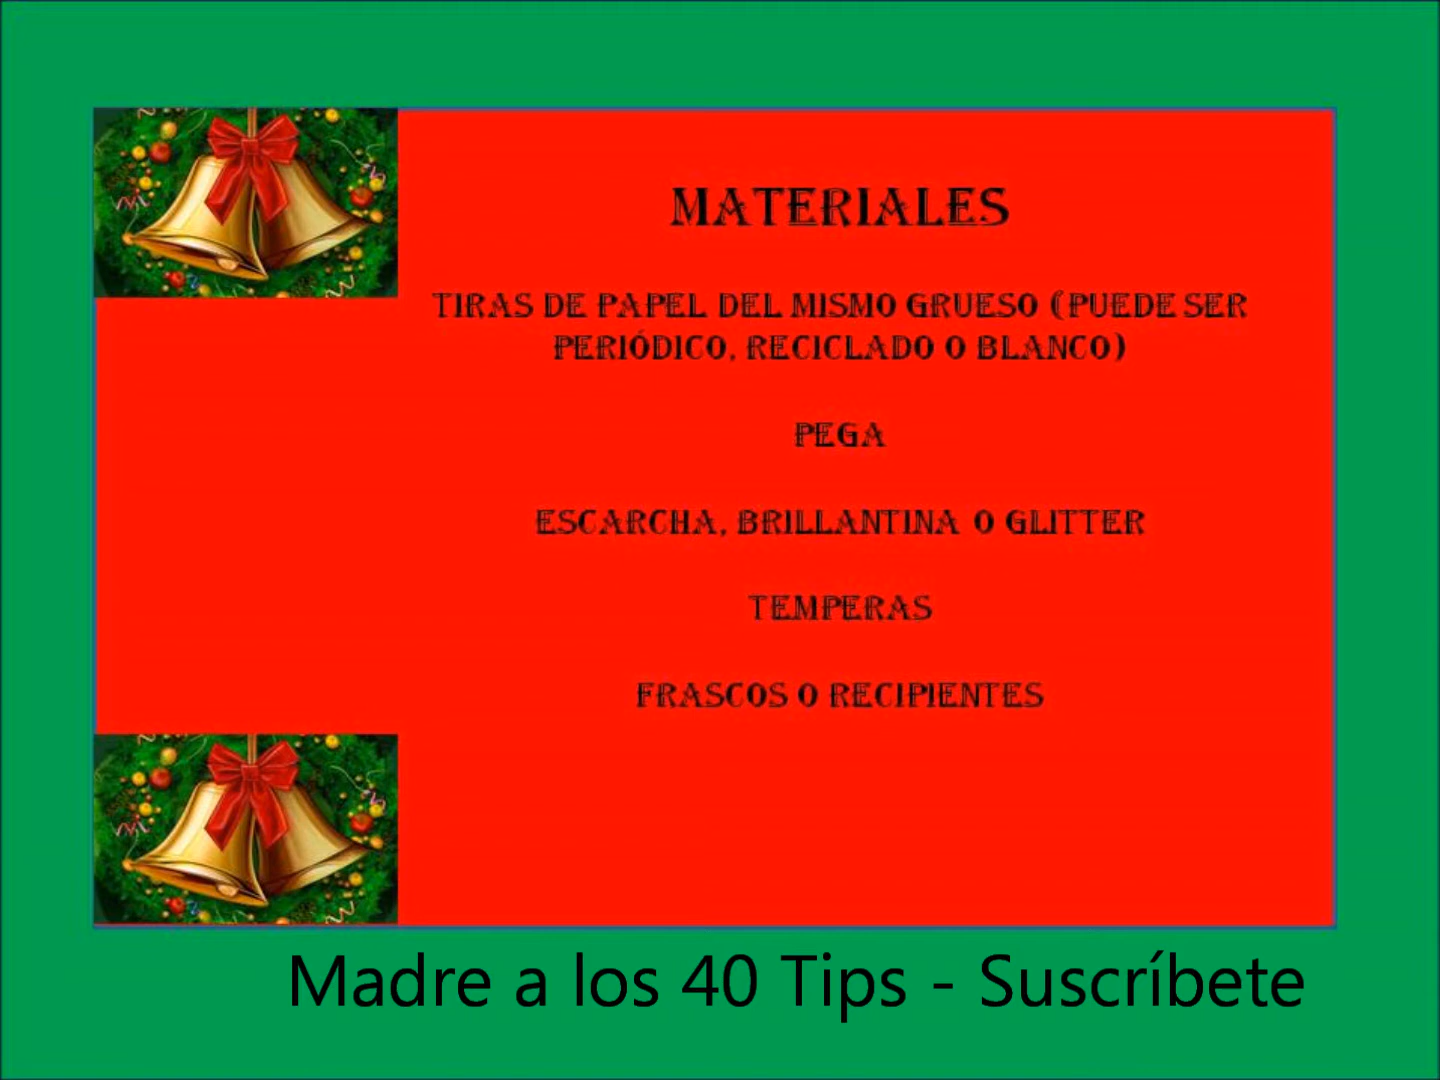 MATERIALES
TIRAS DE PAPEL DEL MISMO GRUESO (PUEDE SER
PERIÓDICO, RECICLADO O BLANCO)
PEGA
ESCARCHA, BRILLANTINA O GLITTER
TEMPERAS
FRASCOS O RECIPIENTES
Madre a los 40 Tips - Suscríbete